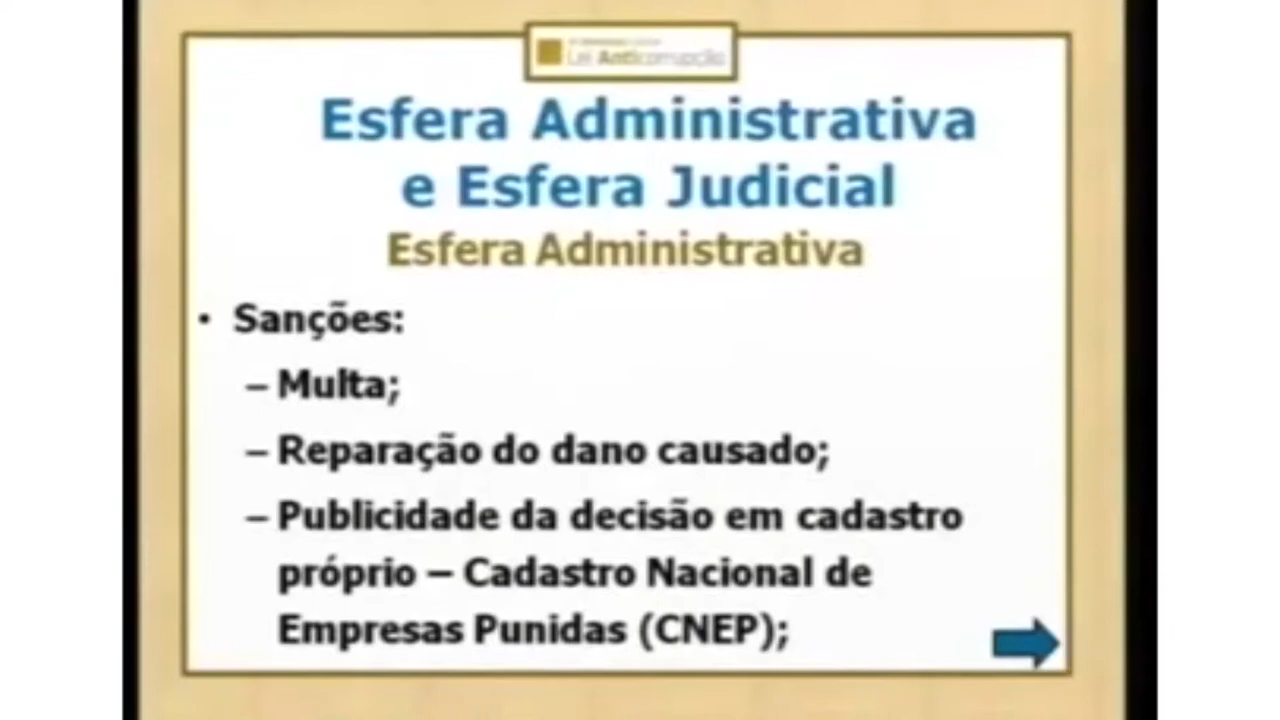 Lei Anticorrupção
Esfera Administrativa
e Esfera Judicial
Esfera Administrativa
• Sanções:
– Multa;
– Reparação do dano causado;
– Publicidade da decisão em cadastro
próprio – Cadastro Nacional de
Empresas Punidas (CNEP);